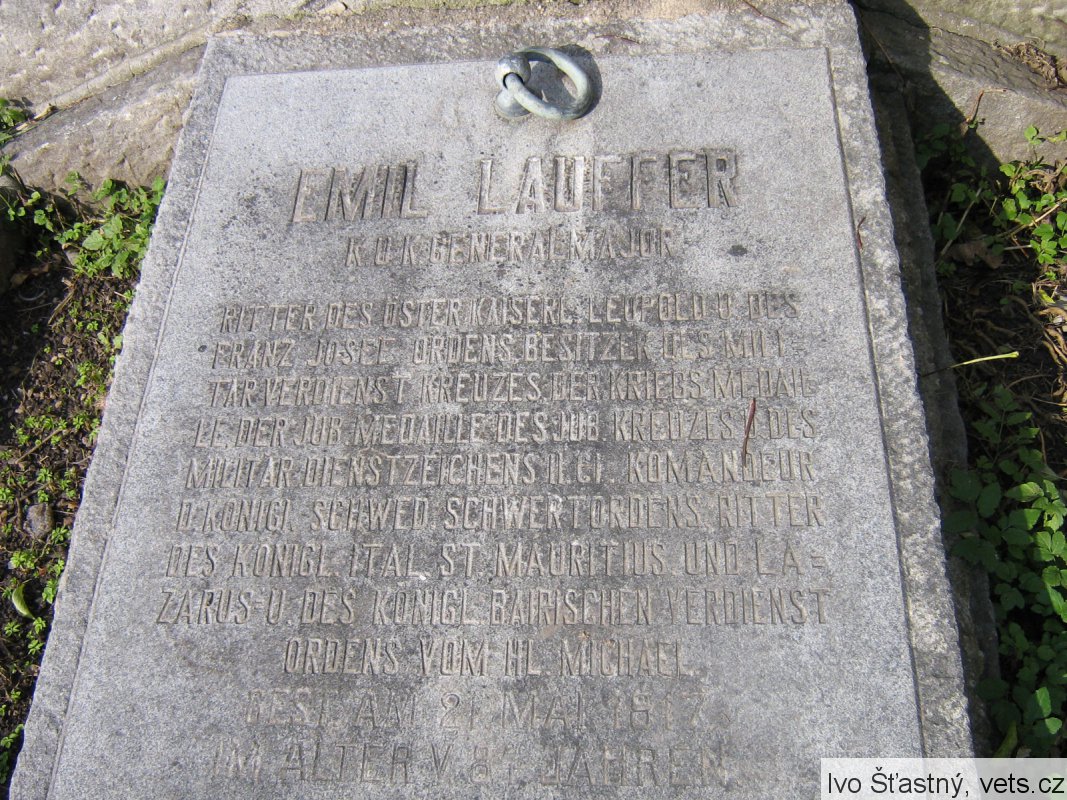 EMIL LAUFFER
K.U.K. GENERALMAJOR
RITTER DES ÖSTER. KAISERL. LEOPOLD U. DES
FRANZ JOSEF. ORDENS. BESITZER DES MILI-
TÄR VERDIENST KREUZES. DER KRIEGS-MEDAIL-
LE. DER JUB. MEDAILLE. DES JUB. KREUZES U. DES
MILITÄR-DIENSTZEICHENS II. CL. KOMANDEUR
D. KÖNIGL. SCHWED. SCHWERTORDENS. RITTER
DES KÖNIGL. ITAL. ST. MAURITIUS. UND LA-
ZARUS-U. DES KÖNIGL. BAIRISCHEN VERDIENST
ORDENS VOM HL. MICHAEL.
GEST. AM 21. MAI
IM ALTER V. JAHREN.
Ivo Šťastný, vets.cz